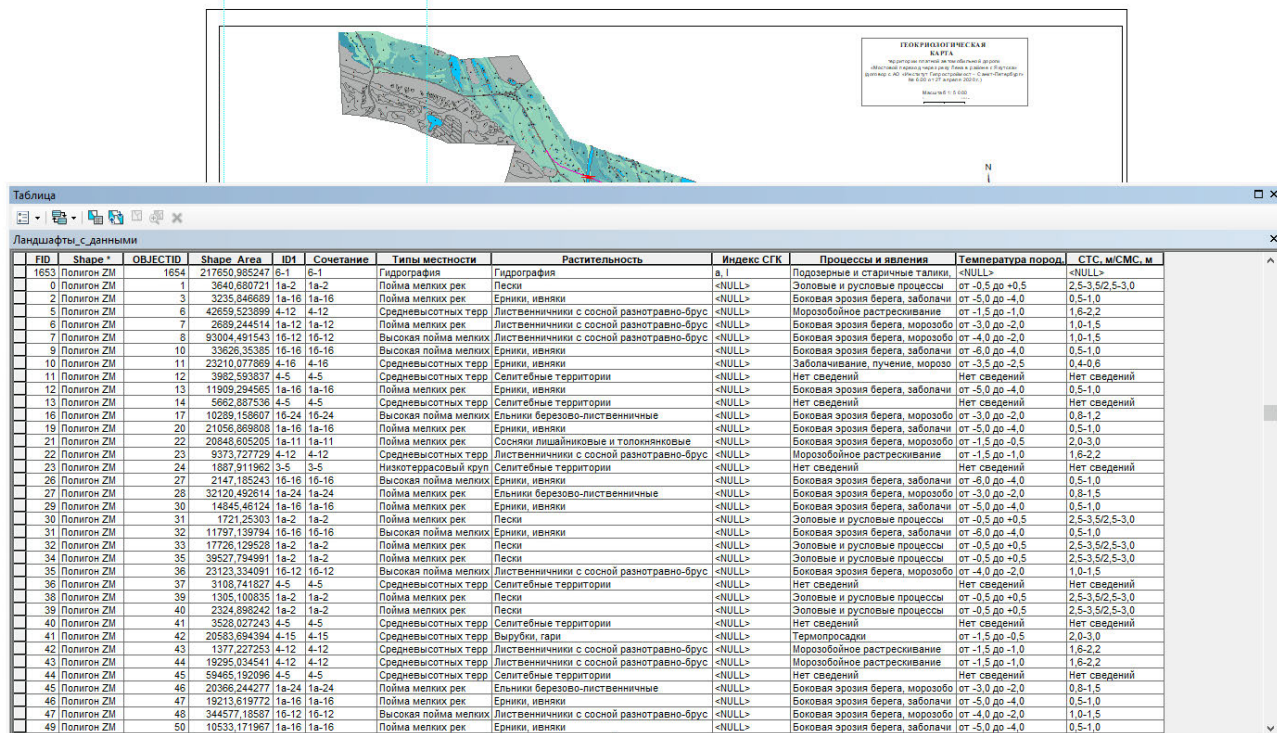 ГЕОКРИОЛОГИЧЕСКАЯ
КАРТА
территории платной автомобильной дороги
«Мостовой переход через реку Лена в районе г.Якутска»
N
Таблица
Ландшафты_с_данными
FID Shape * OBJECTID Shape_Area ID1 Сочетание Типы местности Растительность Индекс СГК Процессы и явления Температура пород, СТС, м/СМС, м
1653 Полигон ZM 1654 217650,985247 6-1 6-1 Гидрография Гидрография a, l Подозерные и старичные талики, <NULL> <NULL>
0 Полигон ZM 1 3640,680721 1а-2 1а-2 Пойма мелких рек Пески <NULL> Эоловые и русловые процессы от -0,5 до +0,5 2,5-3,5/2,5-3,0
2 Полигон ZM 3 3235,846689 1а-16 1а-16 Пойма мелких рек Ерники, ивняки <NULL> Боковая эрозия берега, заболачи от -5,0 до -4,0 0,5-1,0
5 Полигон ZM 6 42659,523899 4-12 4-12 Средневысотных терр Лиственничники с сосной разнотравно-брус <NULL> Морозобойное растрескивание от -1,5 до -1,0 1,6-2,2
6 Полигон ZM 7 2689,244514 1а-12 1а-12 Пойма мелких рек Лиственничники с сосной разнотравно-брус <NULL> Боковая эрозия берега, морозобо от -3,0 до -2,0 1,0-1,5
7 Полигон ZM 8 93004,491543 1б-12 1б-12 Высокая пойма мелких Лиственничники с сосной разнотравно-брус <NULL> Боковая эрозия берега, морозобо от -4,0 до -2,0 1,0-1,5
9 Полигон ZM 10 33626,35385 1б-16 1б-16 Высокая пойма мелких Ерники, ивняки <NULL> Боковая эрозия берега, заболачи от -6,0 до -4,0 0,5-1,0
10 Полигон ZM 11 23210,077869 4-16 4-16 Средневысотных терр Ерники, ивняки <NULL> Заболачивание, пучение, морозо от -3,5 до -2,5 0,4-0,6
11 Полигон ZM 12 3982,593837 4-5 4-5 Средневысотных терр Селитебные территории <NULL> Нет сведений Нет сведений Нет сведений
12 Полигон ZM 13 11909,294565 1а-16 1а-16 Пойма мелких рек Ерники, ивняки <NULL> Боковая эрозия берега, заболачи от -5,0 до -4,0 0,5-1,0
13 Полигон ZM 14 5662,887536 4-5 4-5 Средневысотных терр Селитебные территории <NULL> Нет сведений Нет сведений Нет сведений
16 Полигон ZM 17 10289,158607 1б-24 1б-24 Высокая пойма мелких Ельники березово-лиственничные <NULL> Боковая эрозия берега, морозобо от -3,0 до -2,0 0,8-1,2
19 Полигон ZM 20 21056,869808 1а-16 1а-16 Пойма мелких рек Ерники, ивняки <NULL> Боковая эрозия берега, заболачи от -5,0 до -4,0 0,5-1,0
21 Полигон ZM 22 20848,605205 1а-11 1а-11 Пойма мелких рек Сосняки лишайниковые и толокнянковые <NULL> Боковая эрозия берега, морозобо от -1,5 до -0,5 2,0-3,0
22 Полигон ZM 23 9373,727729 4-12 4-12 Средневысотных терр Лиственничники с сосной разнотравно-брус <NULL> Морозобойное растрескивание от -1,5 до -1,0 1,6-2,2
23 Полигон ZM 24 1887,911962 3-5 3-5 Низкотеррасовый круп Селитебные территории <NULL> Нет сведений Нет сведений Нет сведений
26 Полигон ZM 27 2147,185243 1б-16 1б-16 Высокая пойма мелких Ерники, ивняки <NULL> Боковая эрозия берега, заболачи от -6,0 до -4,0 0,5-1,0
27 Полигон ZM 28 32120,492614 1а-24 1а-24 Пойма мелких рек Ельники березово-лиственничные <NULL> Боковая эрозия берега, морозобо от -3,0 до -2,0 0,8-1,5
29 Полигон ZM 30 14845,46124 1а-16 1а-16 Пойма мелких рек Ерники, ивняки <NULL> Боковая эрозия берега, заболачи от -5,0 до -4,0 0,5-1,0
30 Полигон ZM 31 1721,25303 1а-2 1а-2 Пойма мелких рек Пески <NULL> Эоловые и русловые процессы от -0,5 до +0,5 2,5-3,5/2,5-3,0
31 Полигон ZM 32 11797,139794 1б-16 1б-16 Высокая пойма мелких Ерники, ивняки <NULL> Боковая эрозия берега, заболачи от -6,0 до -4,0 0,5-1,0
32 Полигон ZM 33 17726,129528 1а-2 1а-2 Пойма мелких рек Пески <NULL> Эоловые и русловые процессы от -0,5 до +0,5 2,5-3,5/2,5-3,0
34 Полигон ZM 35 39527,794991 1а-2 1а-2 Пойма мелких рек Пески <NULL> Эоловые и русловые процессы от -0,5 до +0,5 2,5-3,5/2,5-3,0
35 Полигон ZM 36 23123,334091 1б-12 1б-12 Высокая пойма мелких Лиственничники с сосной разнотравно-брус <NULL> Боковая эрозия берега, морозобо от -4,0 до -2,0 1,0-1,5
36 Полигон ZM 37 3108,741827 4-5 4-5 Средневысотных терр Селитебные территории <NULL> Нет сведений Нет сведений Нет сведений
38 Полигон ZM 39 1305,100835 1а-2 1а-2 Пойма мелких рек Пески <NULL> Эоловые и русловые процессы от -0,5 до +0,5 2,5-3,5/2,5-3,0
39 Полигон ZM 40 2324,898242 1а-2 1а-2 Пойма мелких рек Пески <NULL> Эоловые и русловые процессы от -0,5 до +0,5 2,5-3,5/2,5-3,0
40 Полигон ZM 41 3528,027243 4-5 4-5 Средневысотных терр Селитебные территории <NULL> Нет сведений Нет сведений Нет сведений
41 Полигон ZM 42 20583,694394 4-15 4-15 Средневысотных терр Вырубки, гари <NULL> Термопросадки от -1,5 до -0,5 2,0-3,0
42 Полигон ZM 43 1377,227253 4-12 4-12 Средневысотных терр Лиственничники с сосной разнотравно-брус <NULL> Морозобойное растрескивание от -1,5 до -1,0 1,6-2,2
43 Полигон ZM 44 19295,034541 4-12 4-12 Средневысотных терр Лиственничники с сосной разнотравно-брус <NULL> Морозобойное растрескивание от -1,5 до -1,0 1,6-2,2
44 Полигон ZM 45 59465,192096 4-5 4-5 Средневысотных терр Селитебные территории <NULL> Нет сведений Нет сведений Нет сведений
45 Полигон ZM 46 20366,244277 1а-24 1а-24 Пойма мелких рек Ельники березово-лиственничные <NULL> Боковая эрозия берега, морозобо от -3,0 до -2,0 0,8-1,5
46 Полигон ZM 47 19213,619772 1а-16 1а-16 Пойма мелких рек Ерники, ивняки <NULL> Боковая эрозия берега, заболачи от -5,0 до -4,0 0,5-1,0
47 Полигон ZM 48 344577,18587 1б-12 1б-12 Высокая пойма мелких Лиственничники с сосной разнотравно-брус <NULL> Боковая эрозия берега, морозобо от -4,0 до -2,0 1,0-1,5
49 Полигон ZM 50 10533,171967 1а-16 1а-16 Пойма мелких рек Ерники, ивняки <NULL> Боковая эрозия берега, заболачи от -5,0 до -4,0 0,5-1,0